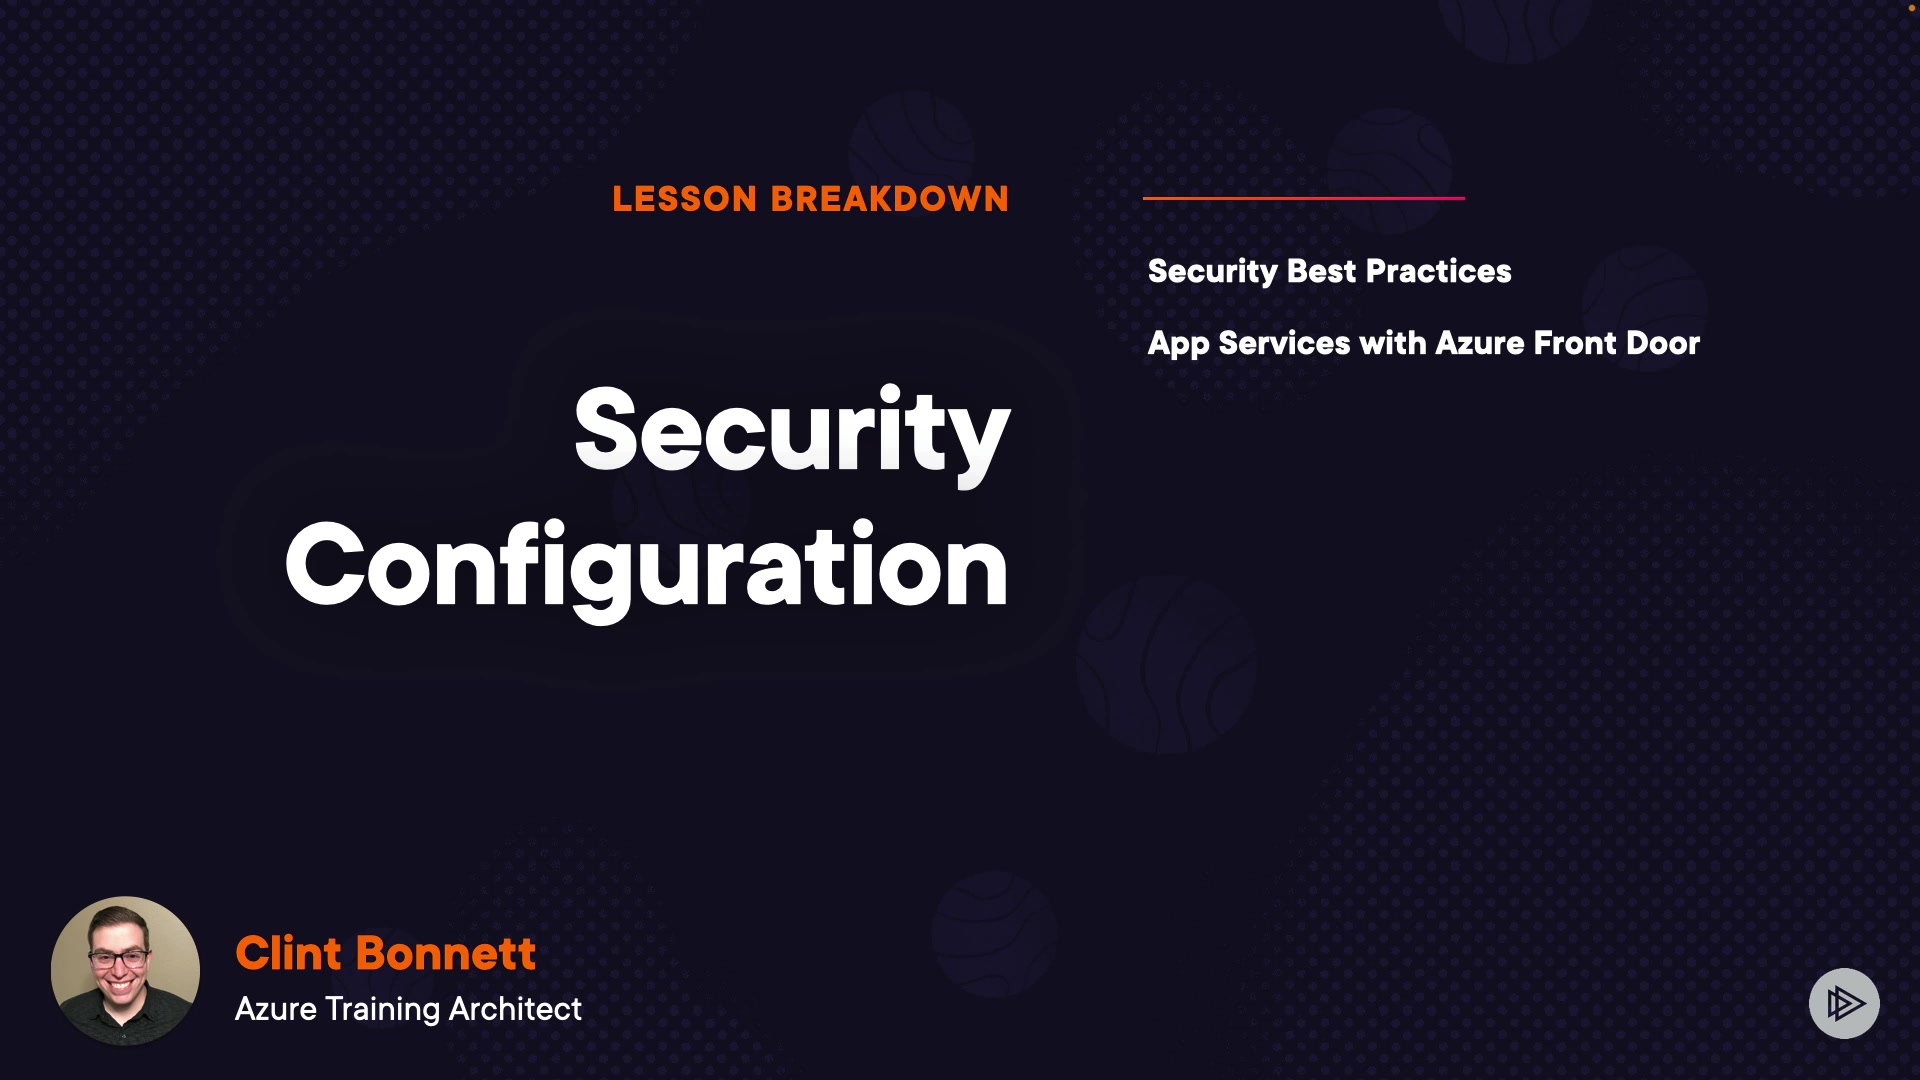 LESSON BREAKDOWN
Security
Configuration
Security Best Practices
App Services with Azure Front Door
Clint Bonnett
Azure Training Architect